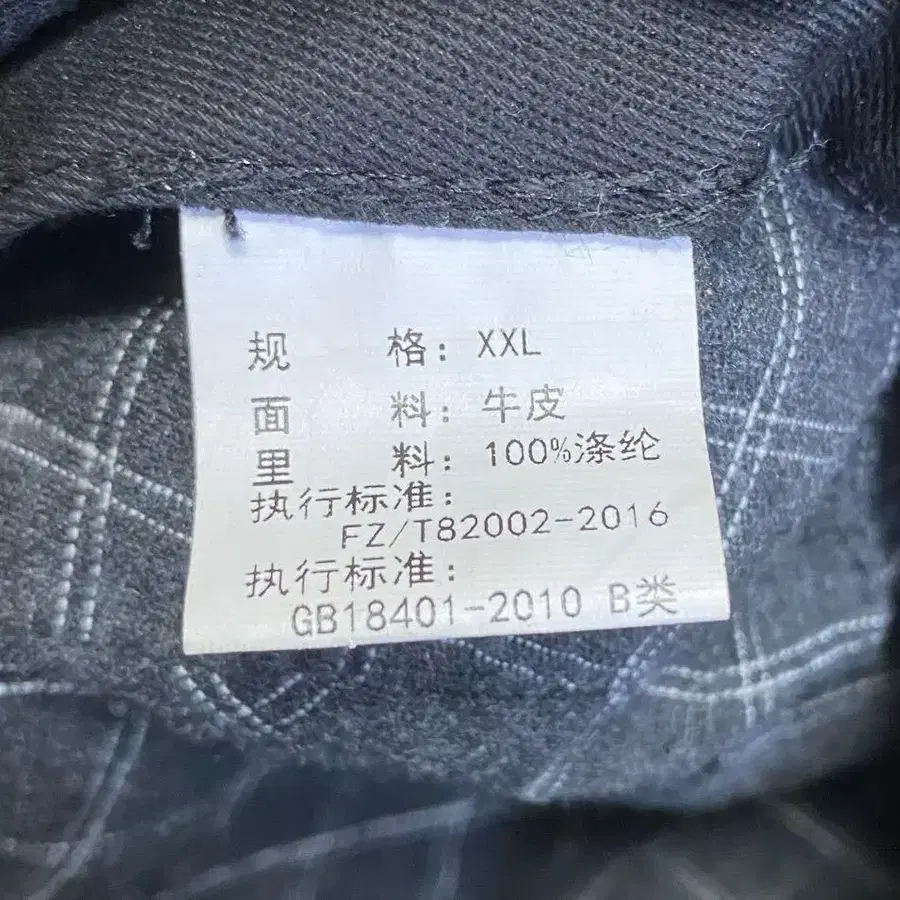 规 格: XXL
面 料: 牛皮
里 料: 100%涤纶
执行标准:
FZ/T82002-2016
执行标准:
GB18401-2010 B类